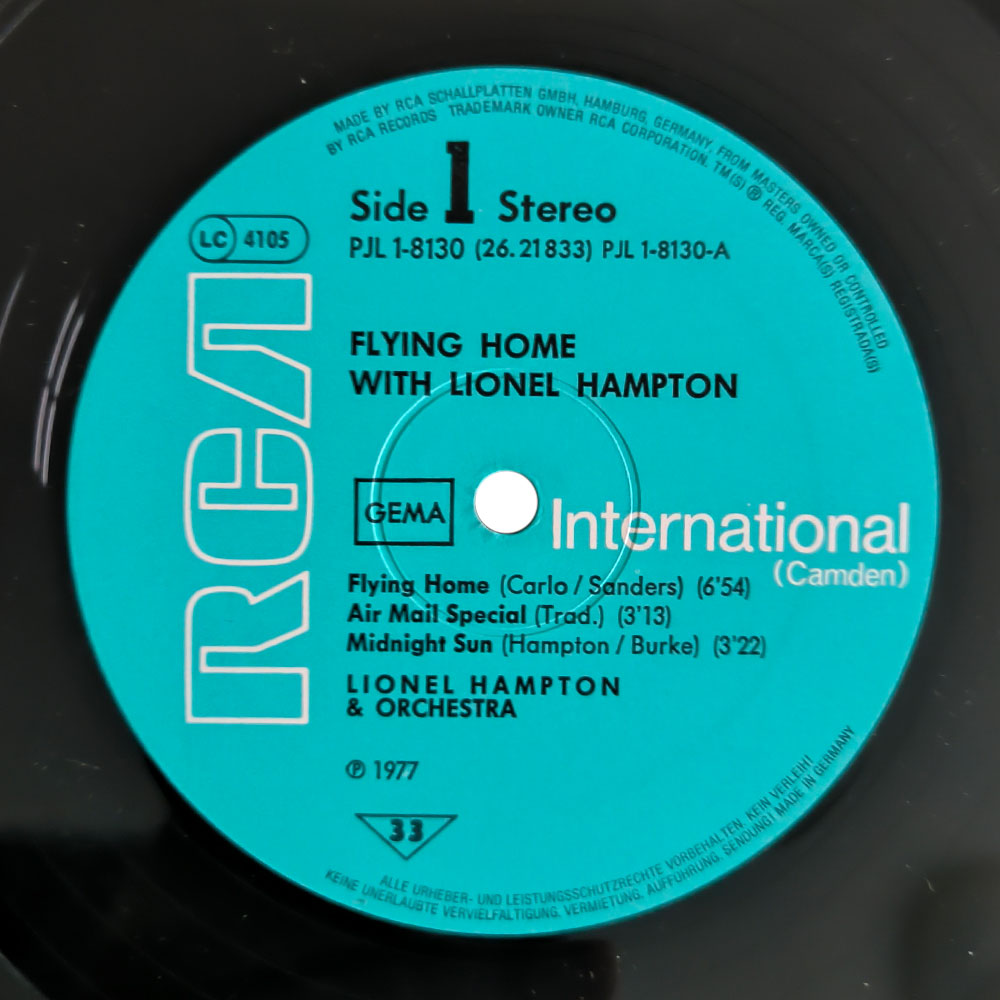 MADE BY RCA SCHALLPLATTEN GMBH, HAMBURG, GERMANY, FROM MASTERS OWNED OR CONTROLLED
BY RCA RECORDS TRADEMARK OWNER RCA CORPORATION. TM(S) ® REG. MARCA(S) REGISTRADA(S)
Side 1 Stereo
PJL 1-8130 (26.21833) PJL 1-8130-A
LC 4105
RCA
FLYING HOME
WITH LIONEL HAMPTON
GEMA
International
(Camden)
Flying Home (Carlo / Sanders) (6'54)
Air Mail Special (Trad.) (3'13)
Midnight Sun (Hampton / Burke) (3'22)
LIONEL HAMPTON
& ORCHESTRA
℗ 1977
33
ALLE URHEBER- UND LEISTUNGSSCHUTZRECHTE VORBEHALTEN. KEIN VERLEIH!
KEINE UNERLAUBTE VERVIELFÄLTIGUNG, VERMIETUNG, AUFFÜHRUNG, SENDUNG! MADE IN GERMANY